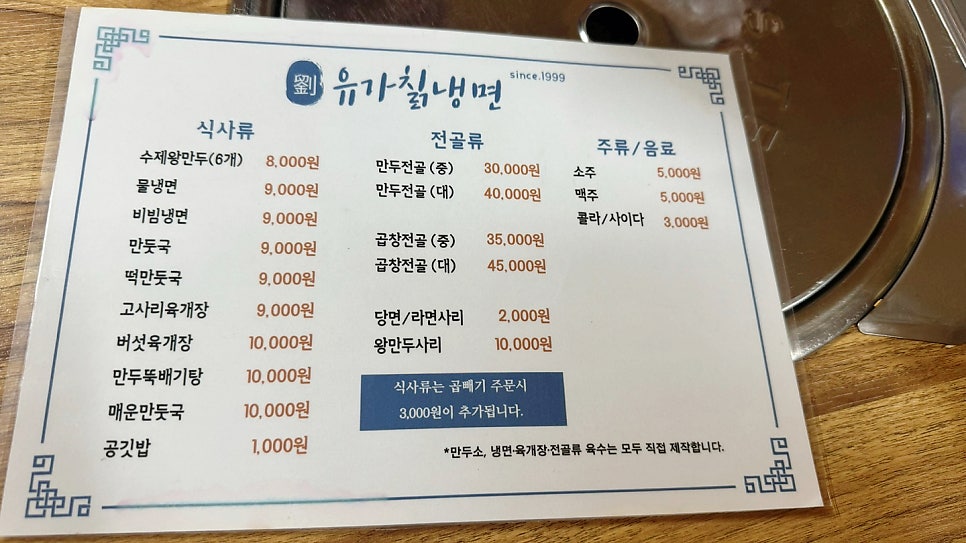 劉 유가칡냉면 since.1999
식사류
수제왕만두(6개) 8,000원
물냉면 9,000원
비빔냉면 9,000원
만둣국 9,000원
떡만둣국 9,000원
고사리육개장 9,000원
버섯육개장 10,000원
만두뚝배기탕 10,000원
매운만둣국 10,000원
공깃밥 1,000원
전골류
만두전골 (중) 30,000원
만두전골 (대) 40,000원
곱창전골 (중) 35,000원
곱창전골 (대) 45,000원
당면/라면사리 2,000원
왕만두사리 10,000원
식사류는 곱빼기 주문시
3,000원이 추가됩니다.
주류/음료
소주 5,000원
맥주 5,000원
콜라/사이다 3,000원
*만두소, 냉면·육개장·전골류 육수는 모두 직접 제작합니다.